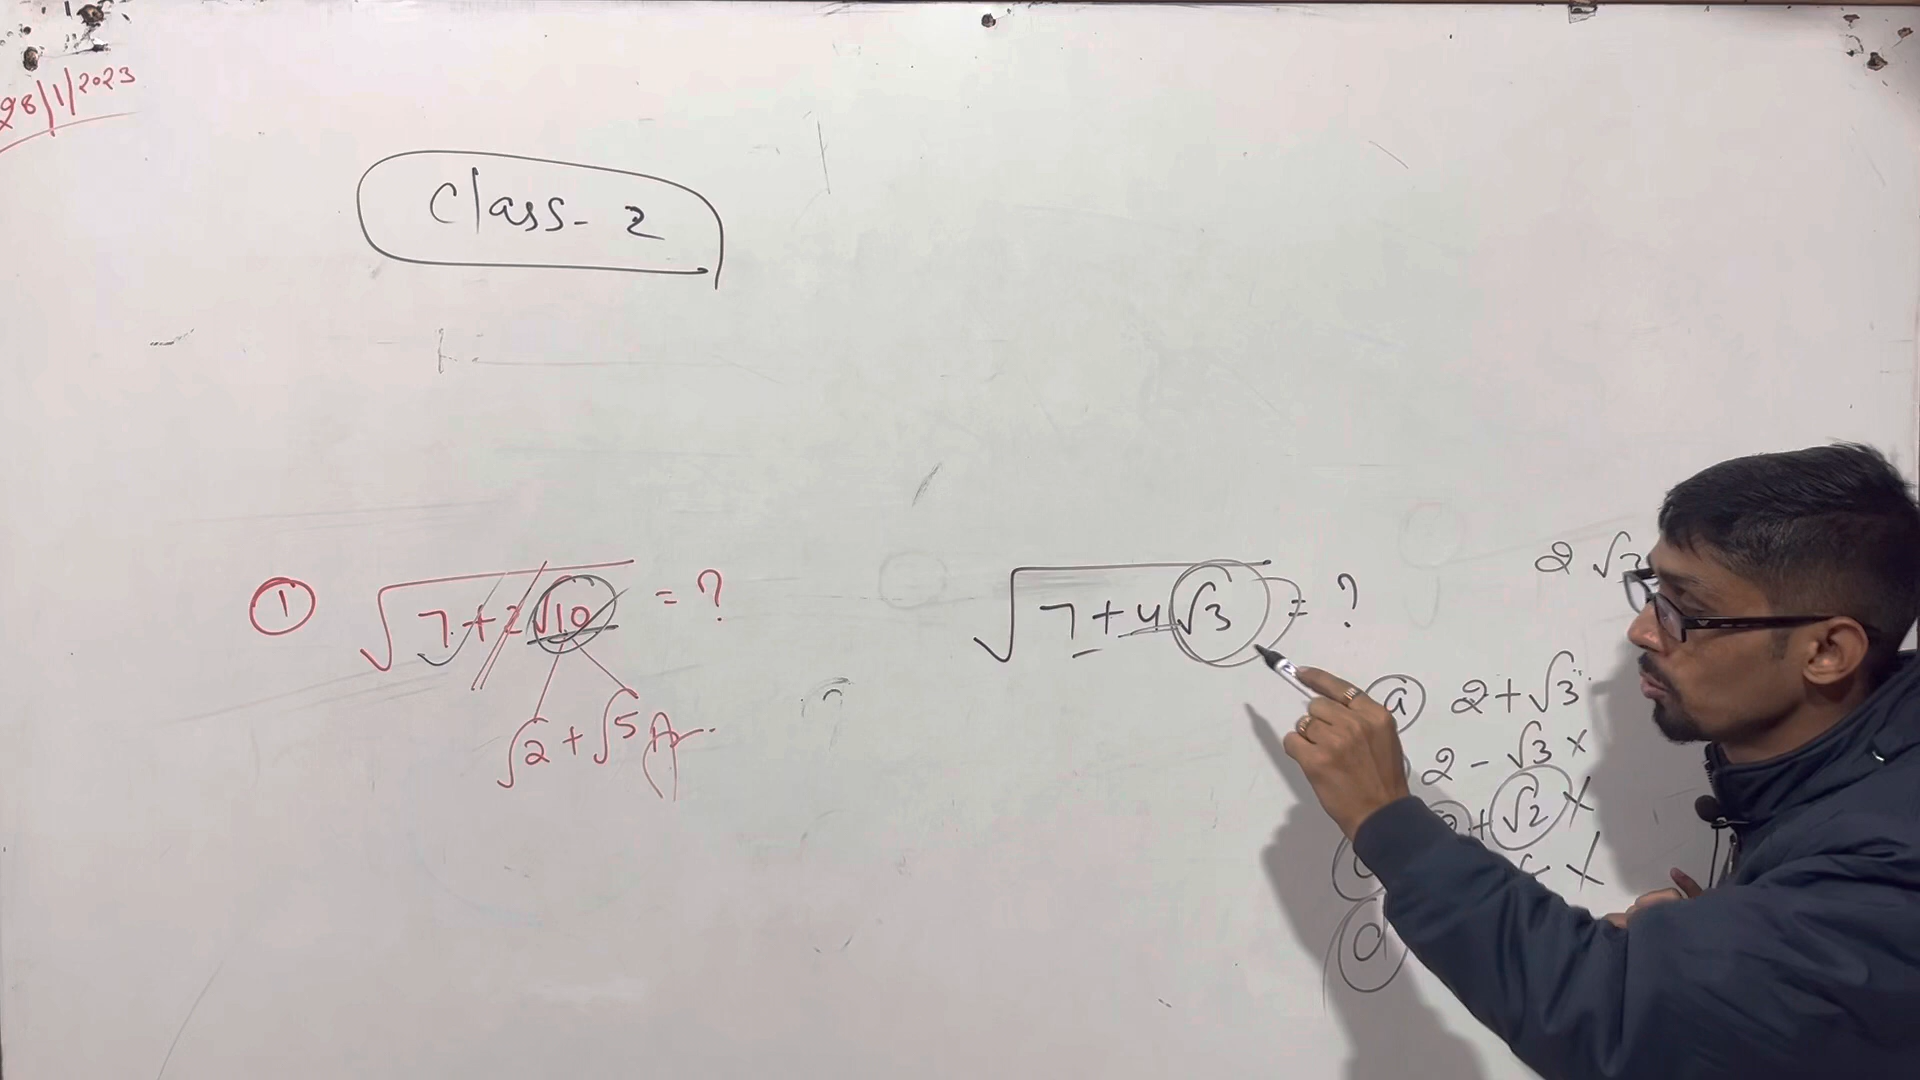 28/1/2023
Class-2
① √7+2√10 = ?
√2 + √5
√7+4√3 = ?
2√3
ⓐ 2+√3
2-√3 ×
+√2 ×
×
ⓓ